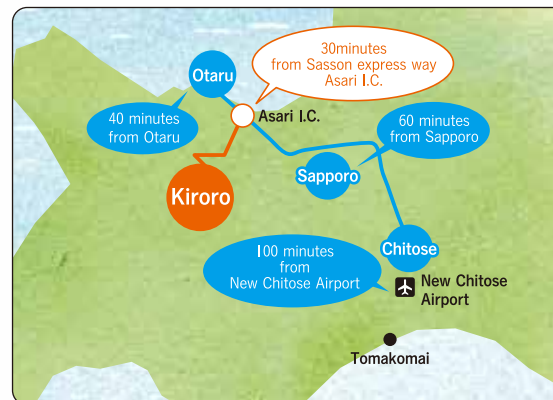 30minutes
from Sasson express way
Asari I.C.
Otaru
40 minutes
from Otaru
Asari I.C.
60 minutes
from Sapporo
Kiroro
Sapporo
Chitose
100 minutes
from
New Chitose Airport
New Chitose
Airport
Tomakomai